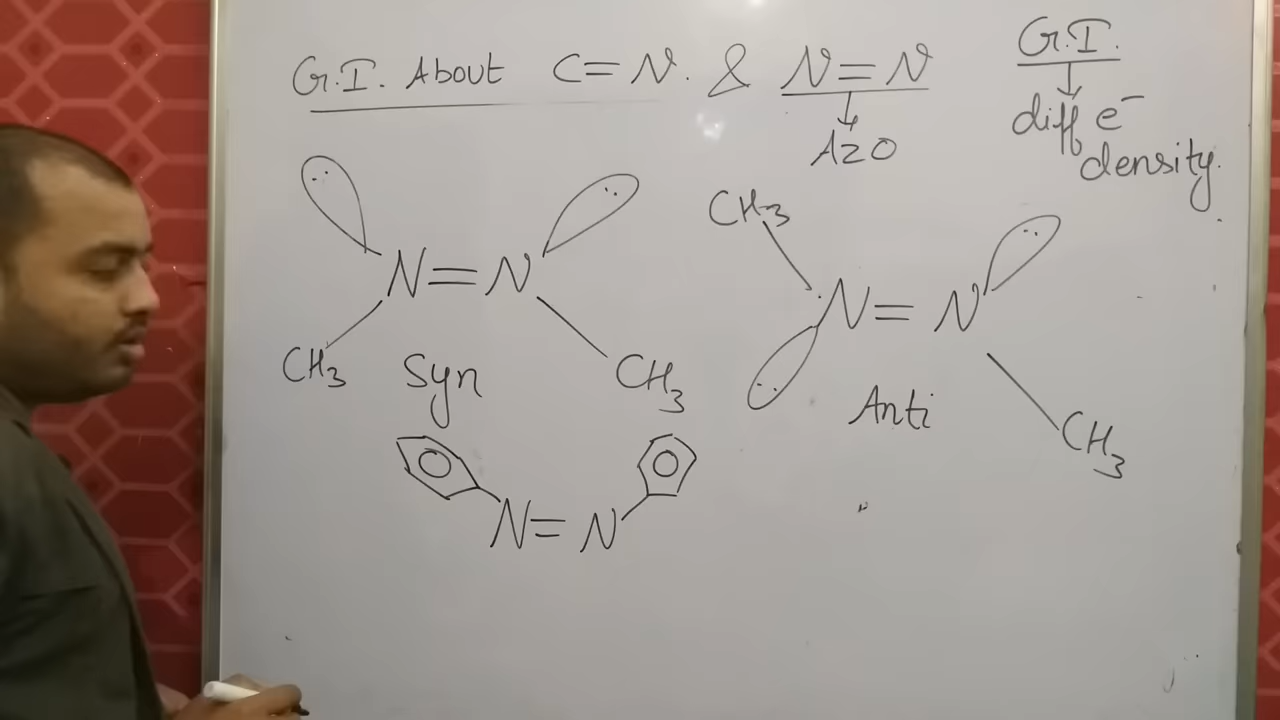 G.I. About C=N. & N=N
Azo
G.I.
diff e⁻
density.
N=N
CH3
CH3
Syn
CH3
N=N
CH3
Anti
N=N